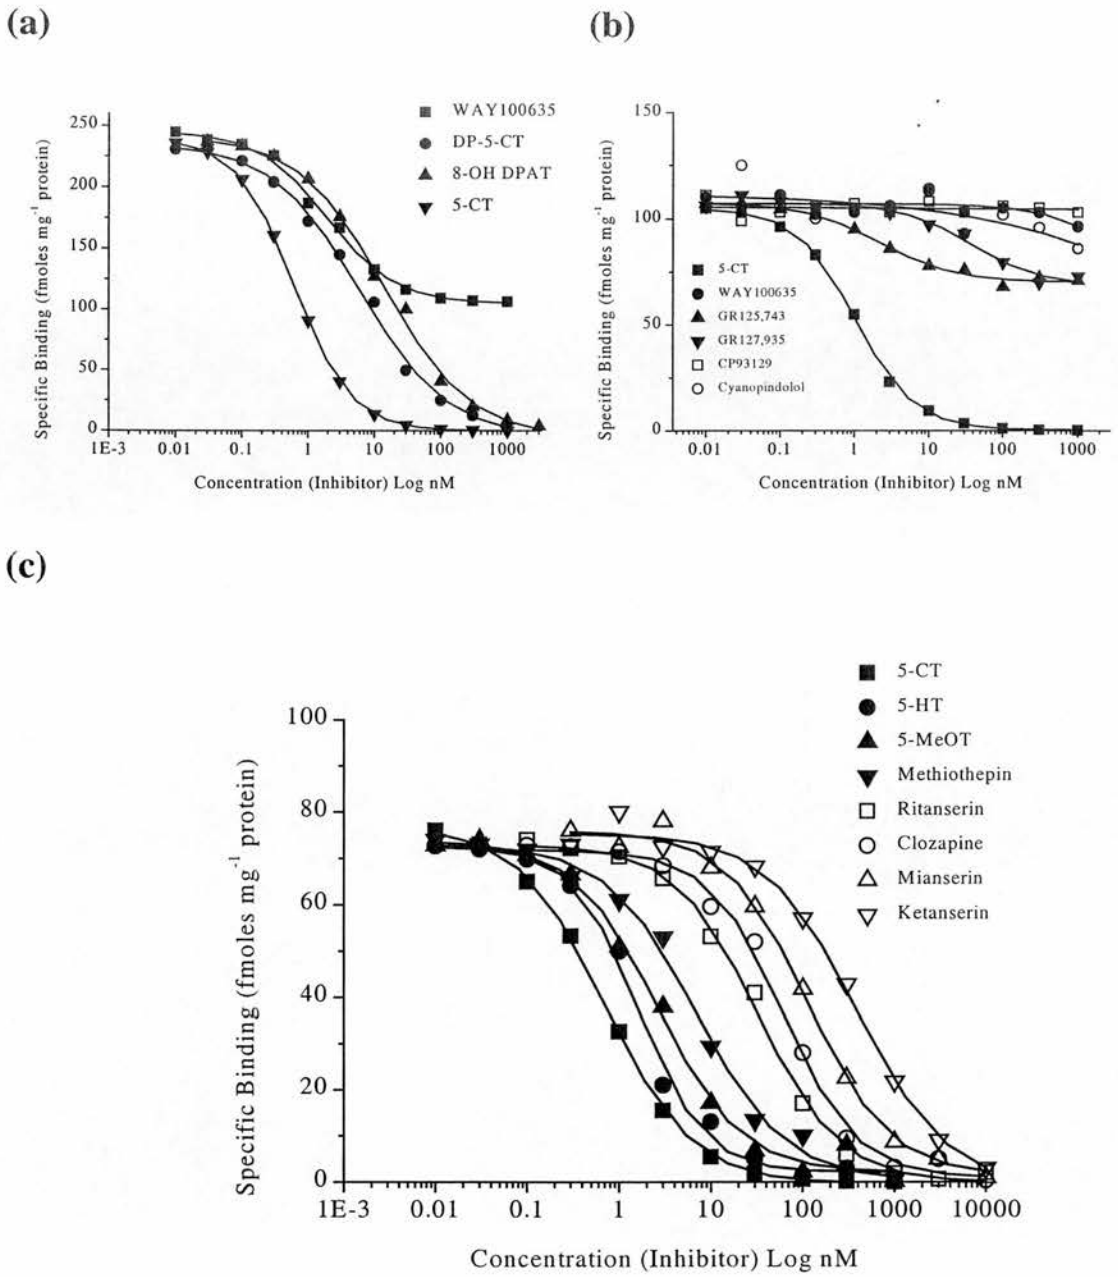 (a)
(b)
WAY100635
DP-5-CT
8-OH DPAT
5-CT
250
200
150
100
50
0
1E-3
0.01
0.1
1
10
100
1000
Specific Binding (fmoles mg⁻¹ protein)
Concentration (Inhibitor) Log nM
150
100
50
0
5-CT
WAY100635
GR125,743
GR127,935
CP93129
Cyanopindolol
0.01
0.1
1
10
100
1000
Specific Binding (fmoles mg⁻¹ protein)
Concentration (Inhibitor) Log nM
(c)
5-CT
5-HT
5-MeOT
Methiothepin
Ritanserin
Clozapine
Mianserin
Ketanserin
100
80
60
40
20
0
1E-3
0.01
0.1
1
10
100
1000
10000
Specific Binding (fmoles mg⁻¹ protein)
Concentration (Inhibitor) Log nM